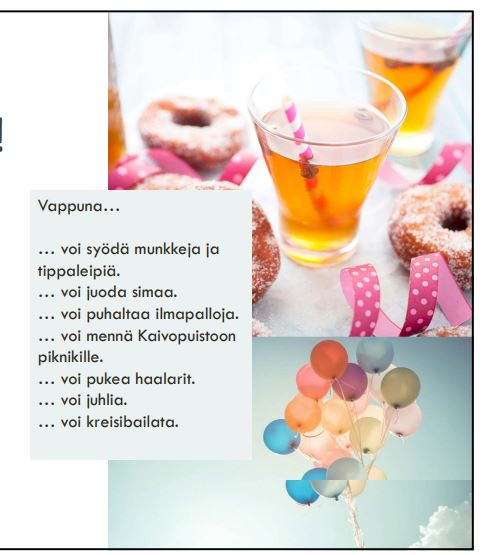 !
Vappuna…
… voi syödä munkkeja ja
tippaleipiä.
… voi juoda simaa.
… voi puhaltaa ilmapalloja.
… voi mennä Kaivopuistoon
piknikille.
… voi pukea haalarit.
… voi juhlia.
… voi kreisibailata.